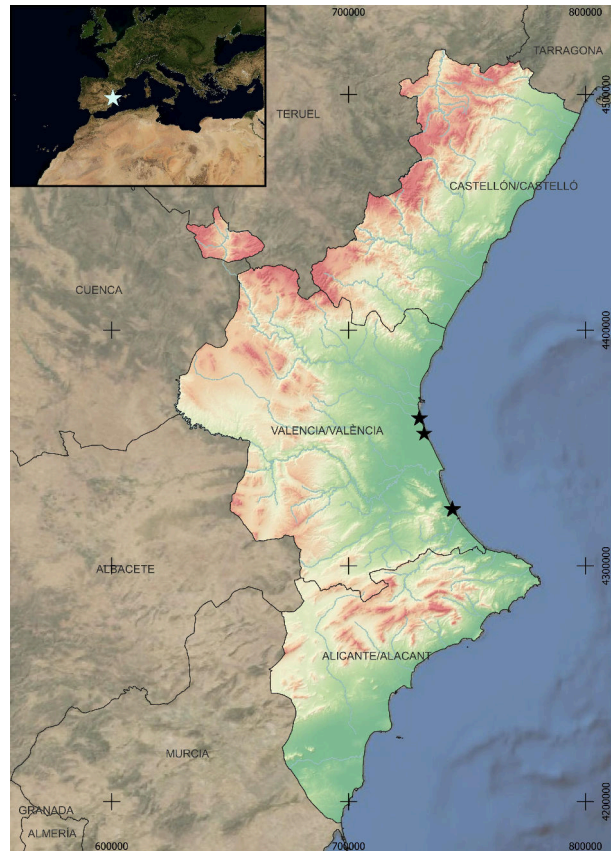 700000
800000
TARRAGONA
4500000
TERUEL
CASTELLÓN/CASTELLÓ
CUENCA
4400000
VALENCIA/VALÈNCIA
ALBACETE
4300000
ALICANTE/ALACANT
MURCIA
GRANADA
4200000
ALMERÍA
600000
700000
800000